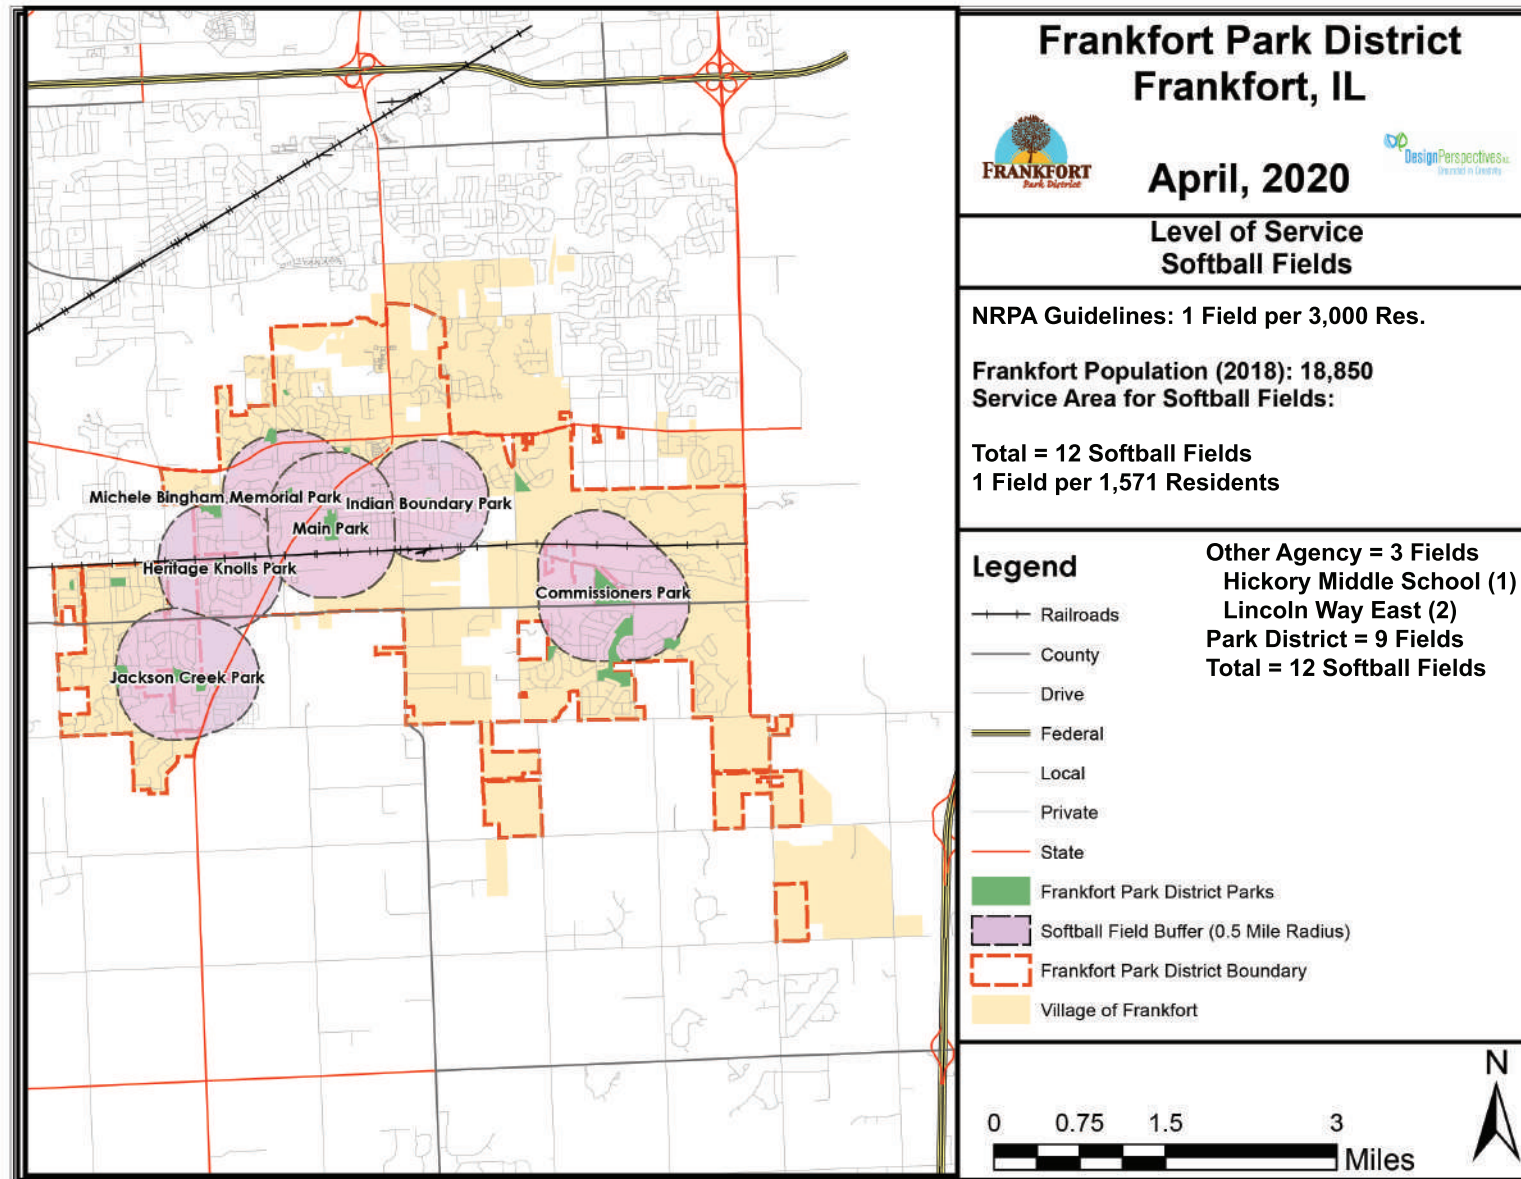 Frankfort Park District
Frankfort, IL
FRANKFORT
Park District
April, 2020
DesignPerspectives
Grounded in Creativity
Level of Service
Softball Fields
NRPA Guidelines: 1 Field per 3,000 Res.
Frankfort Population (2018): 18,850
Service Area for Softball Fields:
Total = 12 Softball Fields
1 Field per 1,571 Residents
Legend
Railroads
County
Drive
Federal
Local
Private
State
Frankfort Park District Parks
Softball Field Buffer (0.5 Mile Radius)
Frankfort Park District Boundary
Village of Frankfort
Other Agency = 3 Fields
Hickory Middle School (1)
Lincoln Way East (2)
Park District = 9 Fields
Total = 12 Softball Fields
Michele Bingham Memorial Park
Indian Boundary Park
Main Park
Heritage Knolls Park
Commissioners Park
Jackson Creek Park
N
0 0.75 1.5 3
Miles